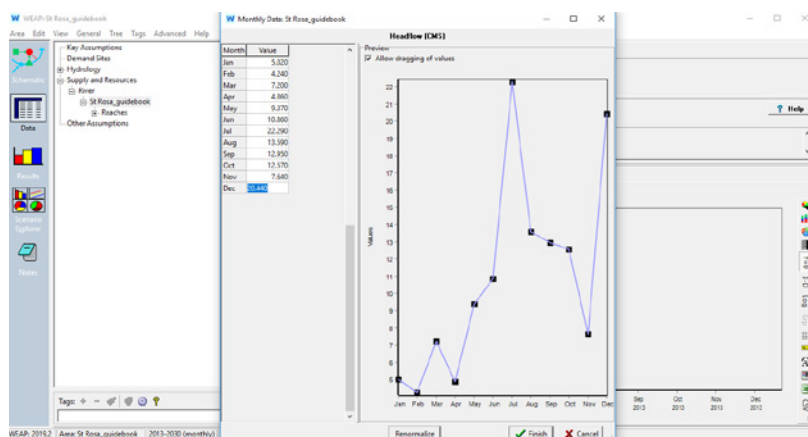 WEAP: St Rosa_guidebook
Area Edit View General Tree Tags Advanced Help
Schematic
Data
Results
Scenario
Explorer
Notes
Key Assumptions
Demand Sites
Hydrology
Supply and Resources
River
St Rosa_guidebook
Reaches
Other Assumptions
Tags:
WEAP: 2019.2 Area: St Rosa_guidebook 2013-2030 (monthly)
Monthly Data: St Rosa_guidebook
Headflow (CMS)
Month Value
Jan 5.020
Feb 4.240
Mar 7.200
Apr 4.860
May 9.370
Jun 10.860
Jul 22.290
Aug 13.590
Sep 12.950
Oct 12.570
Nov 7.640
Dec 20.440
Preview
Allow dragging of values
Values
22
21
20
19
18
17
16
15
14
13
12
11
10
9
8
7
6
5
Jan Feb Mar Apr May Jun Jul Aug Sep Oct Nov Dec
Renormalize Finish Cancel
Help
Sep Oct Nov Dec
2013 2013 2013 2013
3-D
Log